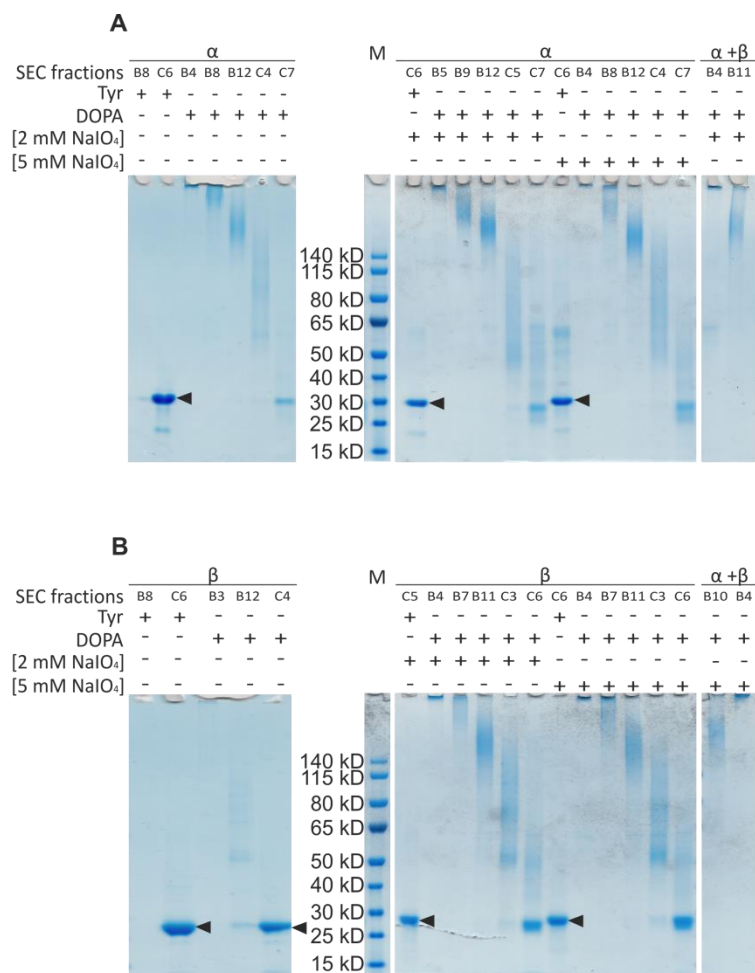 A
α M α α +β
SEC fractions B8 C6 B4 B8 B12 C4 C7 C6 B5 B9 B12 C5 C7 C6 B4 B8 B12 C4 C7 B4 B11
Tyr + + - - - - - + - - - - - + - - - - - - -
DOPA - - + + + + + - + + + + + - + + + + + + +
[2 mM NaIO₄] - - - - - - - + + + + + + - - - - - - + +
[5 mM NaIO₄] - - - - - - - - - - - - - + + + + + + - -
140 kD
115 kD
80 kD
65 kD
50 kD
40 kD
30 kD
25 kD
15 kD
B
β M β α +β
SEC fractions B8 C6 B3 B12 C4 C5 B4 B7 B11 C3 C6 C6 B4 B7 B11 C3 C6 B10 B4
Tyr + + - - - + - - - - - + - - - - - - -
DOPA - - + + + - + + + + + - + + + + + + +
[2 mM NaIO₄] - - - - - + + + + + + - - - - - - - -
[5 mM NaIO₄] - - - - - - - - - - - + + + + + + + +
140 kD
115 kD
80 kD
65 kD
50 kD
40 kD
30 kD
25 kD
15 kD